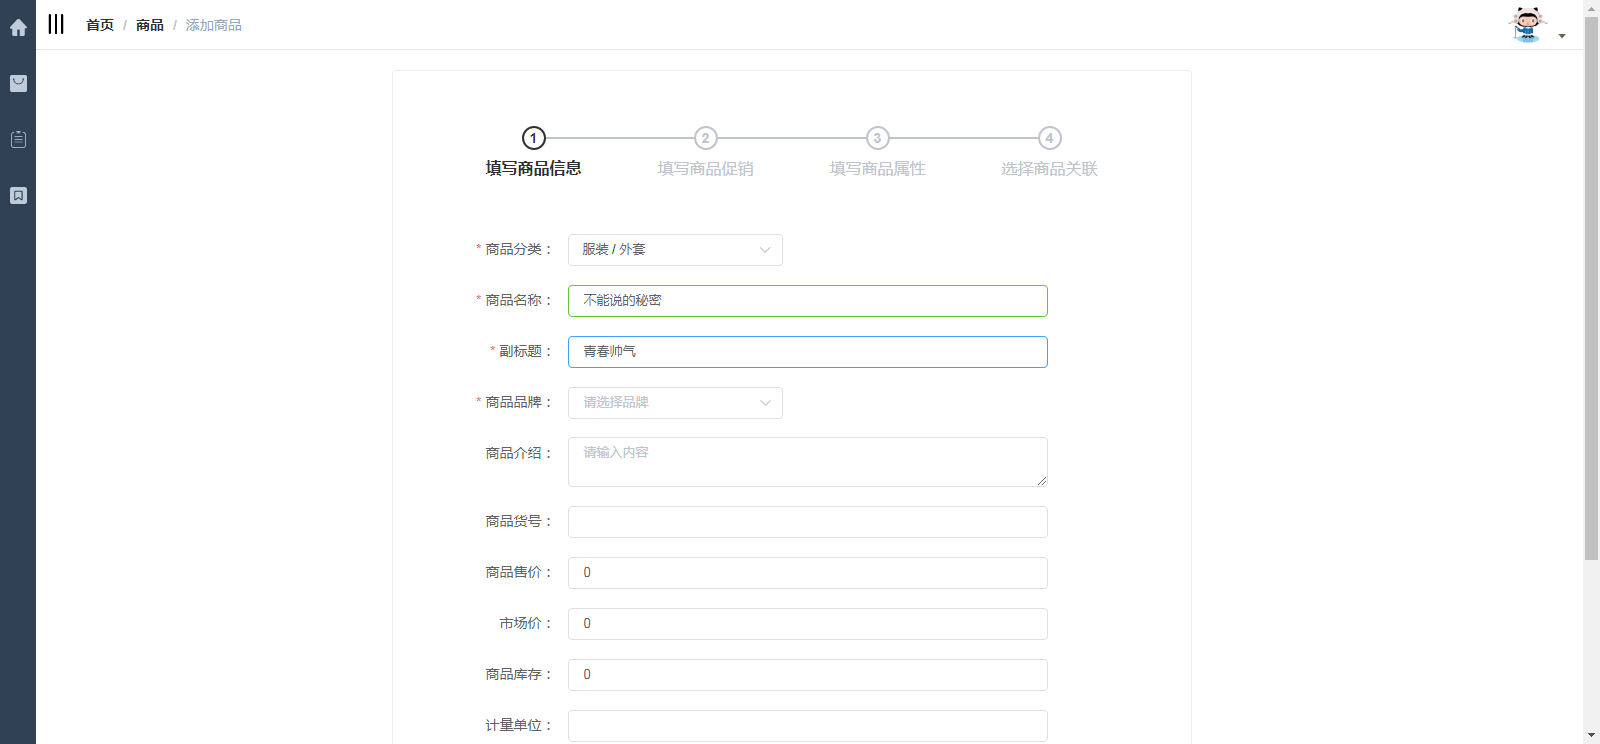 首页 / 商品 / 添加商品
1 2 3 4
填写商品信息 填写商品促销 填写商品属性 选择商品关联
* 商品分类： 服装 / 外套
* 商品名称： 不能说的秘密
* 副标题： 青春帅气
* 商品品牌： 请选择品牌
商品介绍： 请输入内容
商品货号：
商品售价： 0
市场价： 0
商品库存： 0
计量单位：